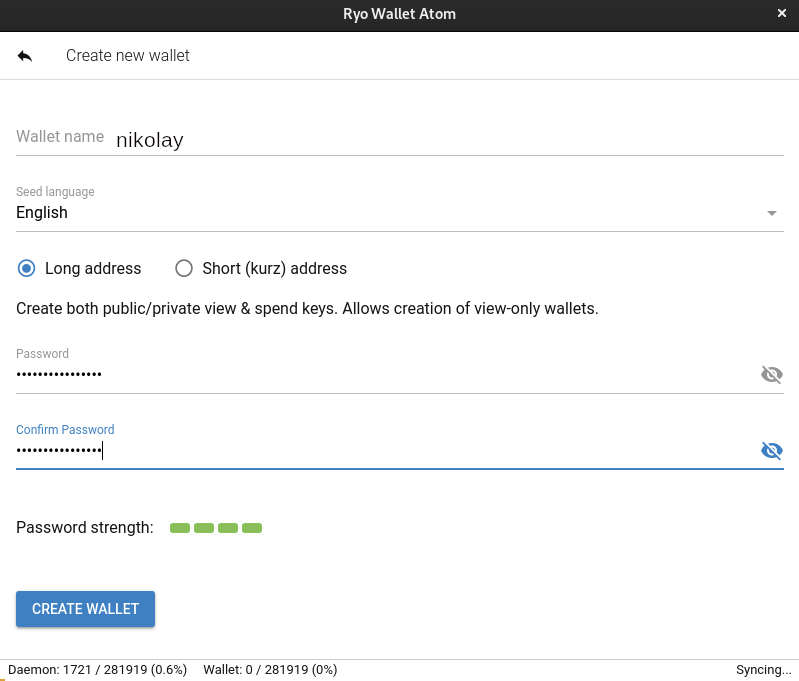 Ryo Wallet Atom
Create new wallet
Wallet name nikolay
Seed language
English
Long address Short (kurz) address
Create both public/private view & spend keys. Allows creation of view-only wallets.
Password
••••••••••••••••
Confirm Password
••••••••••••••••
Password strength:
CREATE WALLET
Daemon: 1721 / 281919 (0.6%) Wallet: 0 / 281919 (0%) Syncing...